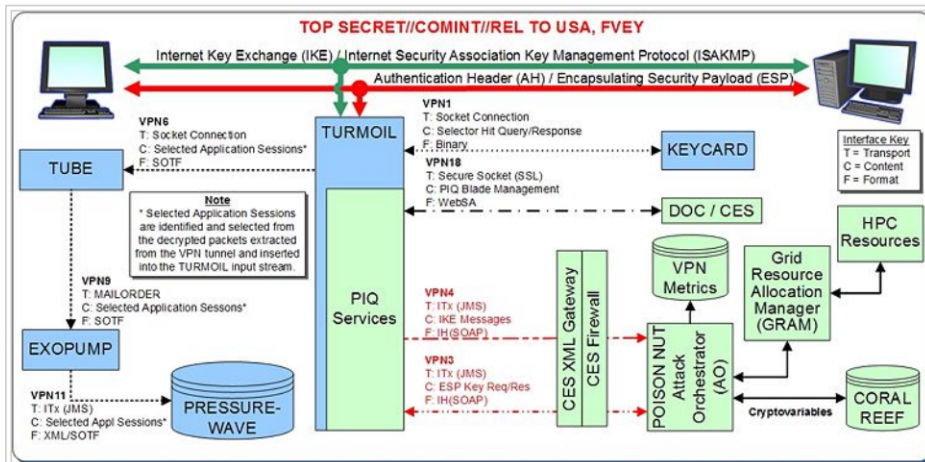 TOP SECRET//COMINT//REL TO USA, FVEY
Internet Key Exchange (IKE) / Internet Security Association Key Management Protocol (ISAKMP)
Authentication Header (AH) / Encapsulating Security Payload (ESP)
VPN6
T: Socket Connection
C: Selected Application Sessions*
F: SOTF
TUBE
Note
* Selected Application Sessions
are identified and selected from
the decrypted packets extracted
from the VPN tunnel and inserted
into the TURMOIL input stream.
VPN9
T: MAILORDER
C: Selected Application Sessions*
F: SOTF
EXOPUMP
VPN11
T: ITx (JMS)
C: Selected Appl Sessions*
F: XML/SOTF
PRESSURE-
WAVE
TURMOIL
PIQ
Services
VPN1
T: Socket Connection
C: Selector Hit Query/Response
F: Binary
KEYCARD
VPN18
T: Secure Socket (SSL)
C: PIQ Blade Management
F: WebSA
DOC / CES
VPN4
T: ITx (JMS)
C: IKE Messages
F: IH(SOAP)
VPN3
T: ITx (JMS)
C: ESP Key Req/Res
F: IH(SOAP)
CES XML Gateway
CES Firewall
VPN
Metrics
POISON NUT
Attack
Orchestrator
(AO)
Grid
Resource
Allocation
Manager
(GRAM)
Interface Key
T = Transport
C = Content
F = Format
HPC
Resources
Cryptovariables
CORAL
REEF